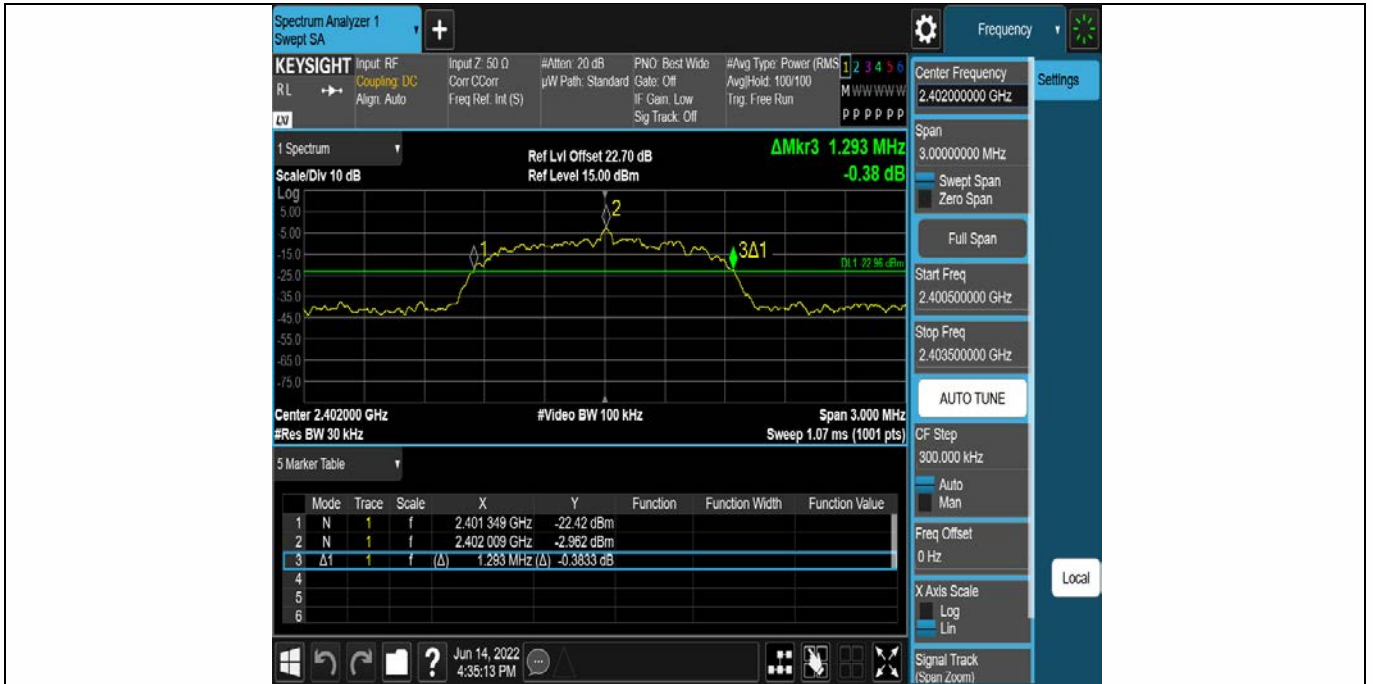 Spectrum Analyzer 1
Swept SA
+
Frequency
KEYSIGHT
RL
LXI
Input: RF
Coupling: DC
Align: Auto
Input Z: 50 Ω
Corr CCorr
Freq Ref: Int (S)
#Atten: 20 dB
µW Path: Standard
PNO: Best Wide
Gate: Off
IF Gain: Low
Sig Track: Off
#Avg Type: Power (RMS
Avg|Hold: 100/100
Trig: Free Run
1 2 3 4 5 6
M W W W W W
P P P P P P
1 Spectrum
Scale/Div 10 dB
Ref Lvl Offset 22.70 dB
Ref Level 15.00 dBm
ΔMkr3 1.293 MHz
-0.38 dB
Log
5.00
-5.00
-15.0
-25.0
-35.0
-45.0
-55.0
-65.0
-75.0
1
2
3Δ1
DL1 -22.96 dBm
Center 2.402000 GHz
#Res BW 30 kHz
#Video BW 100 kHz
Span 3.000 MHz
Sweep 1.07 ms (1001 pts)
5 Marker Table
Mode Trace Scale X Y Function Function Width Function Value
1 N 1 f 2.401 349 GHz -22.42 dBm
2 N 1 f 2.402 009 GHz -2.962 dBm
3 Δ1 1 f (Δ) 1.293 MHz (Δ) -0.3833 dB
4
5
6
?
Jun 14, 2022
4:35:13 PM
Center Frequency
2.402000000 GHz
Span
3.00000000 MHz
Swept Span
Zero Span
Full Span
Start Freq
2.400500000 GHz
Stop Freq
2.403500000 GHz
AUTO TUNE
CF Step
300.000 kHz
Auto
Man
Freq Offset
0 Hz
X Axis Scale
Log
Lin
Signal Track
(Span Zoom)
Settings
Local